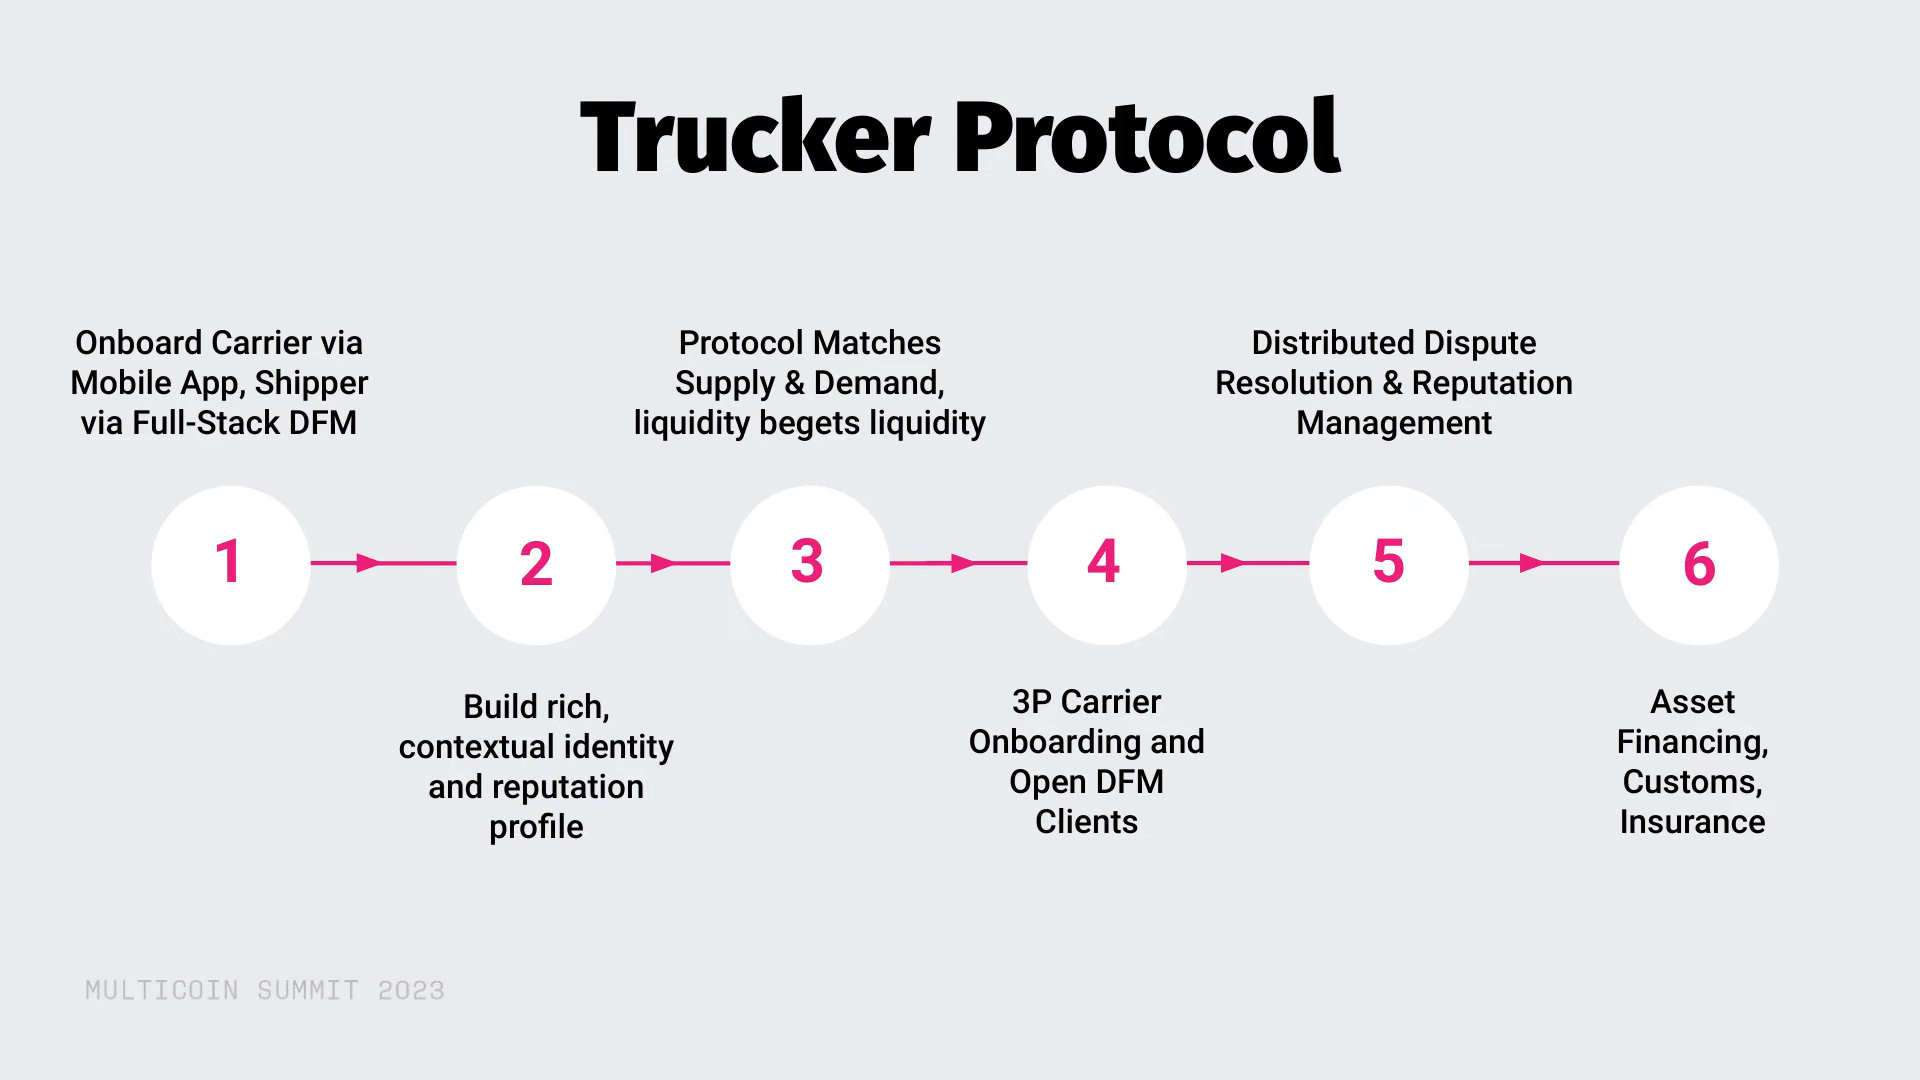 Trucker Protocol
Onboard Carrier via
Mobile App, Shipper
via Full-Stack DFM
Protocol Matches
Supply & Demand,
liquidity begets liquidity
Distributed Dispute
Resolution & Reputation
Management
1
2
3
4
5
6
Build rich,
contextual identity
and reputation
profile
3P Carrier
Onboarding and
Open DFM
Clients
Asset
Financing,
Customs,
Insurance
MULTICOIN SUMMIT 2023